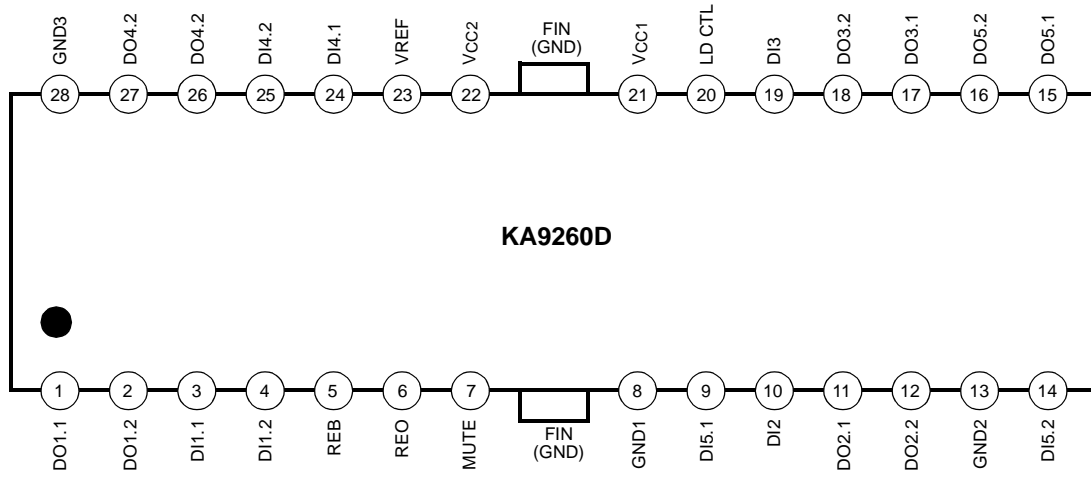 GND3
DO4.2
DO4.2
DI4.2
DI4.1
VREF
VCC2
FIN
(GND)
VCC1
LD CTL
DI3
DO3.2
DO3.1
DO5.2
DO5.1
28
27
26
25
24
23
22
21
20
19
18
17
16
15
KA9260D
1
2
3
4
5
6
7
8
9
10
11
12
13
14
DO1.1
DO1.2
DI1.1
DI1.2
REB
REO
MUTE
FIN
(GND)
GND1
DI5.1
DI2
DO2.1
DO2.2
GND2
DI5.2